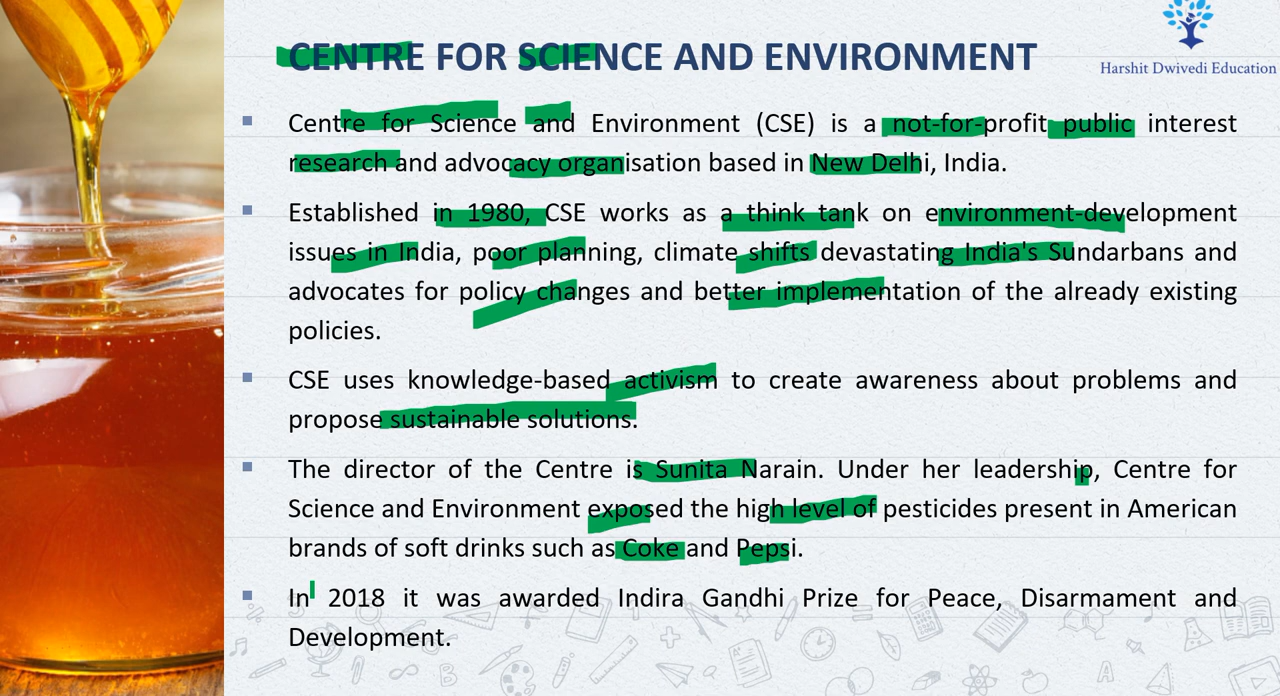 Harshit Dwivedi Education
CENTRE FOR SCIENCE AND ENVIRONMENT
Centre for Science and Environment (CSE) is a not-for-profit public interest
research and advocacy organisation based in New Delhi, India.
Established in 1980, CSE works as a think tank on environment-development
issues in India, poor planning, climate shifts devastating India's Sundarbans and
advocates for policy changes and better implementation of the already existing
policies.
CSE uses knowledge-based activism to create awareness about problems and
propose sustainable solutions.
The director of the Centre is Sunita Narain. Under her leadership, Centre for
Science and Environment exposed the high level of pesticides present in American
brands of soft drinks such as Coke and Pepsi.
In 2018 it was awarded Indira Gandhi Prize for Peace, Disarmament and
Development.